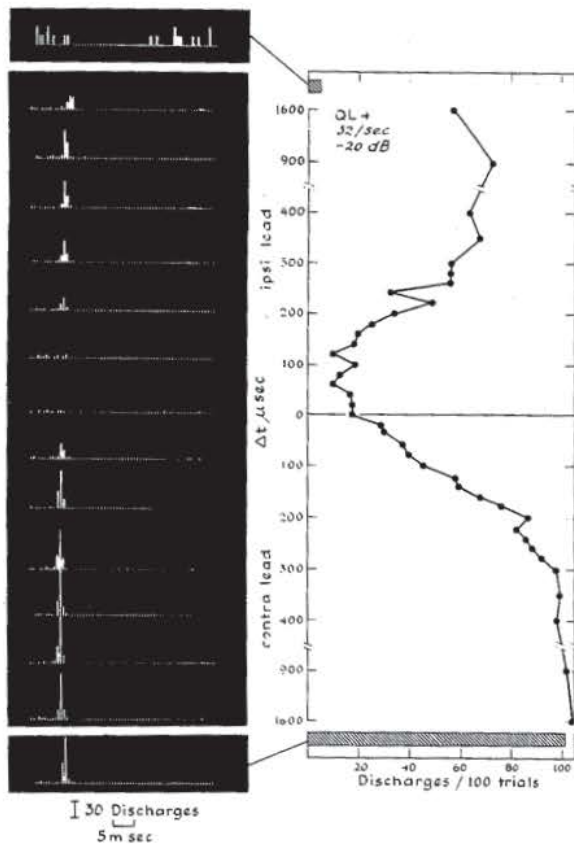 QL 4
32/sec
-20 dB
1600
900
400
300
200
100
0
100
200
300
400
900
1600
ipsi lead
Δt μsec
contra lead
20
40
60
80
100
Discharges / 100 trials
30 Discharges
5 m sec